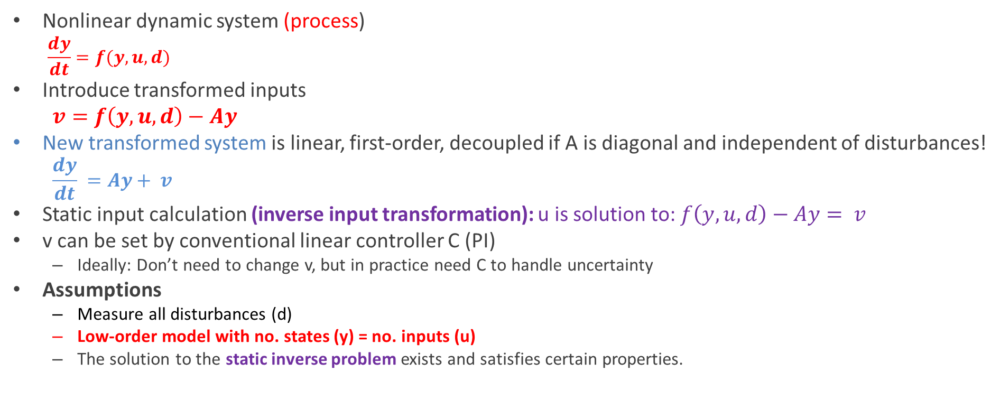 • Nonlinear dynamic system (process)
dy/dt = f(y, u, d)
• Introduce transformed inputs
v = f(y, u, d) − Ay
• New transformed system is linear, first-order, decoupled if A is diagonal and independent of disturbances!
dy/dt = Ay + v
• Static input calculation (inverse input transformation): u is solution to: f(y, u, d) − Ay = v
• v can be set by conventional linear controller C (PI)
– Ideally: Don’t need to change v, but in practice need C to handle uncertainty
• Assumptions
– Measure all disturbances (d)
– Low-order model with no. states (y) = no. inputs (u)
– The solution to the static inverse problem exists and satisfies certain properties.